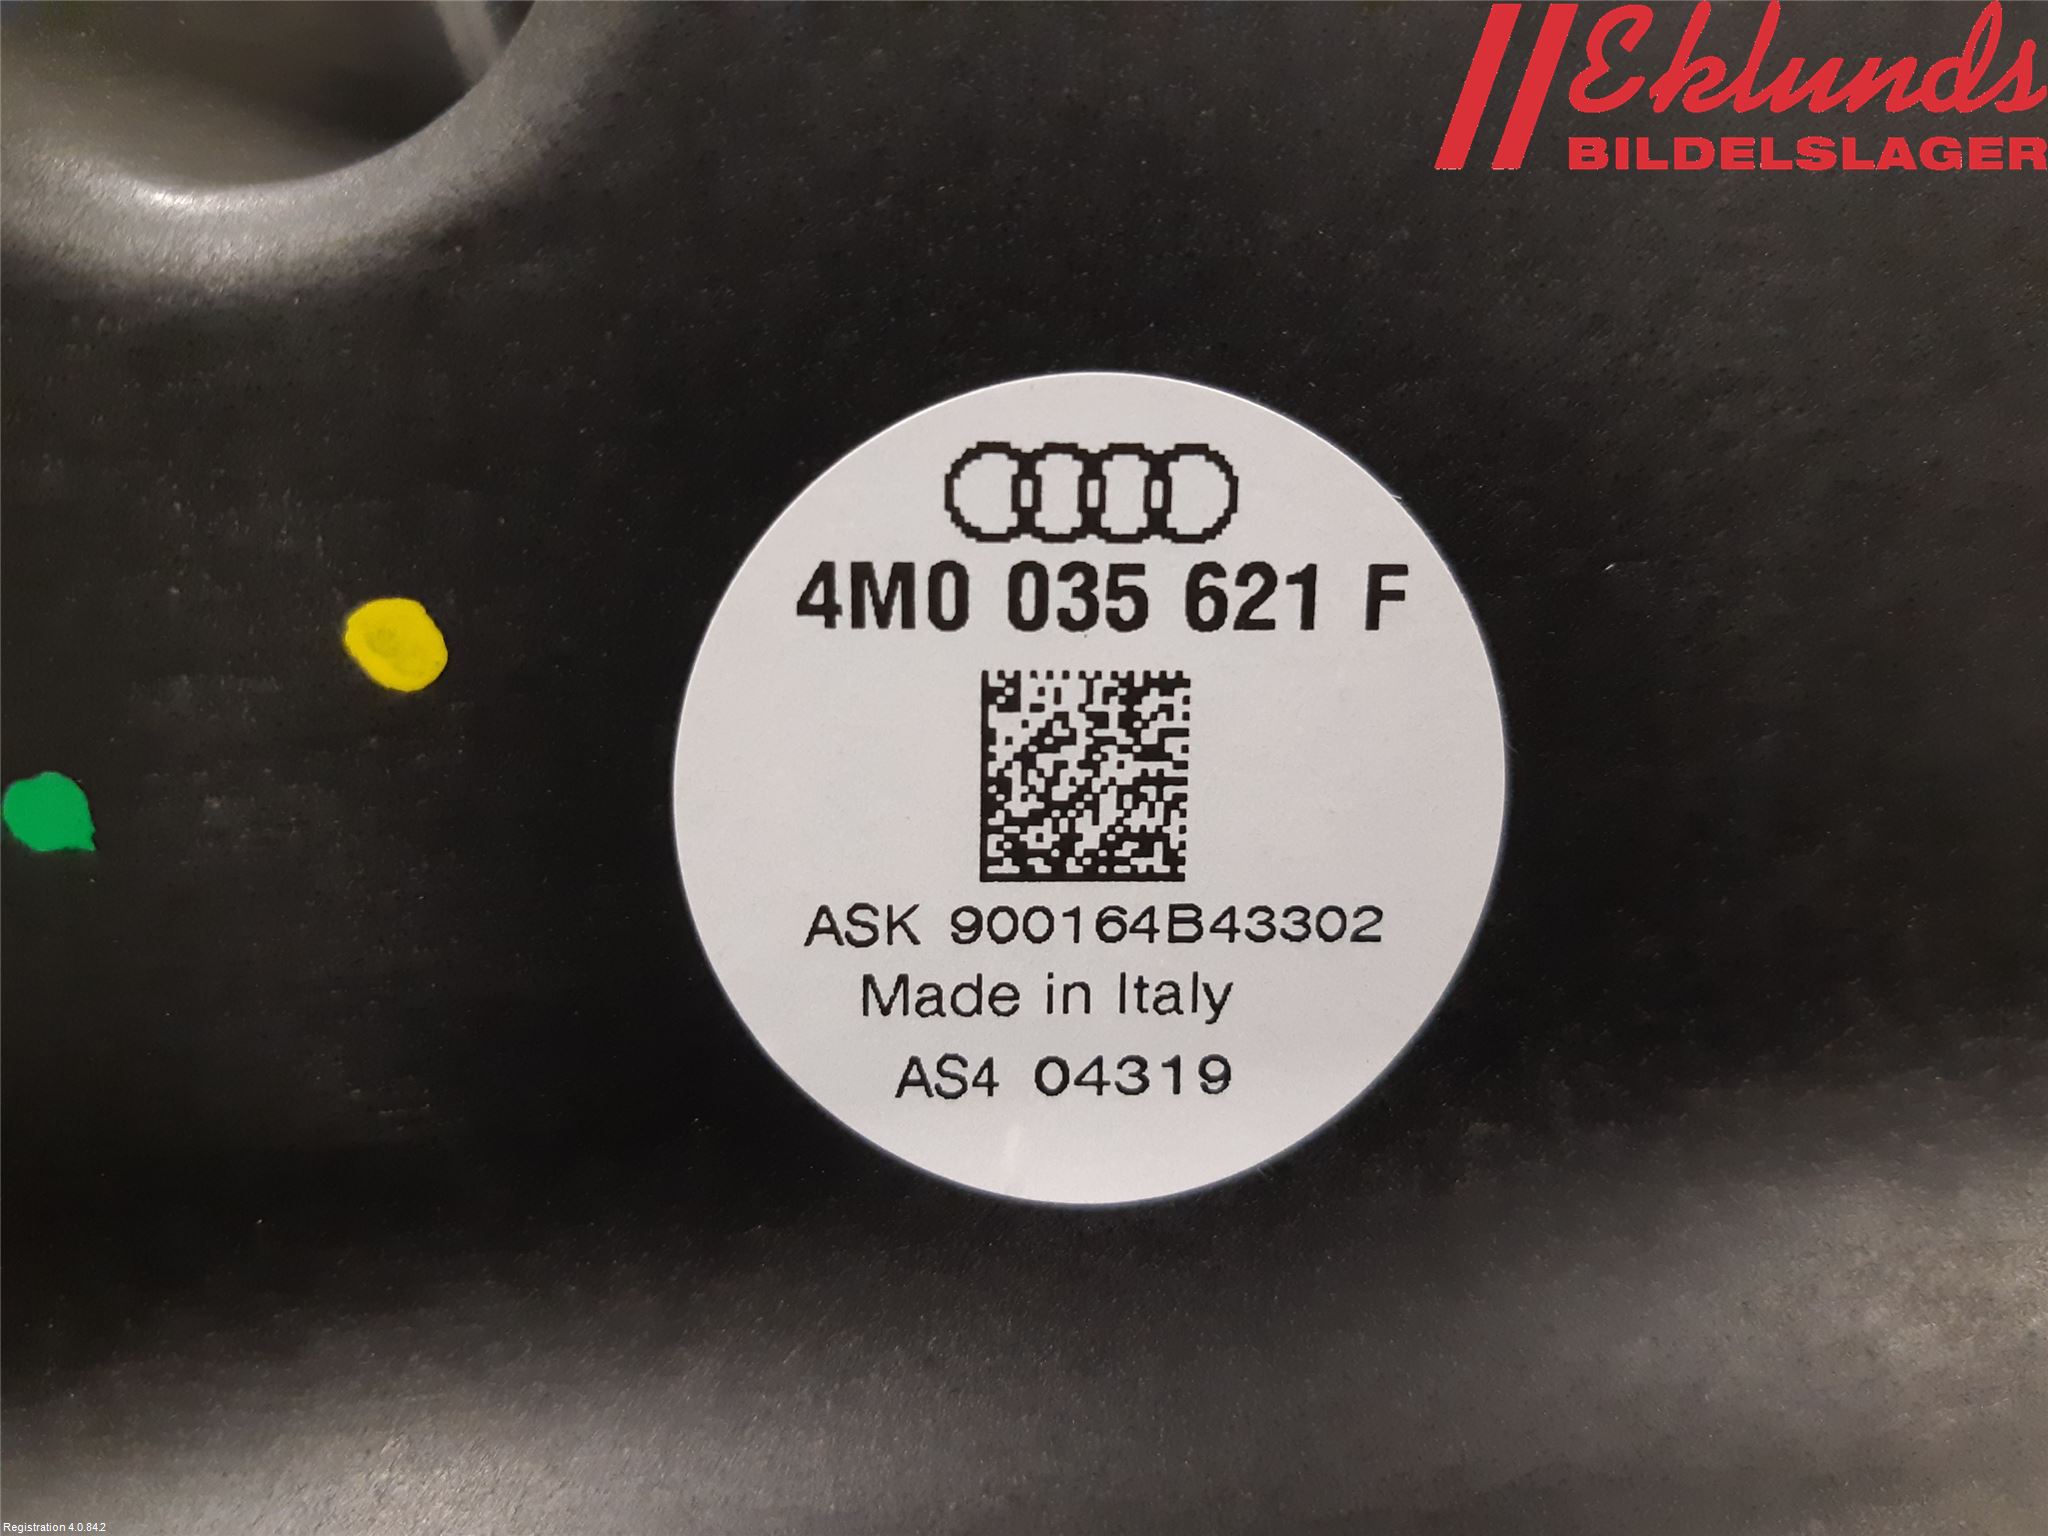 Eklunds
BILDELSLAGER
4M0 035 621 F
ASK 900164B43302
Made in Italy
AS4 04319
Registration 4.0.84.2